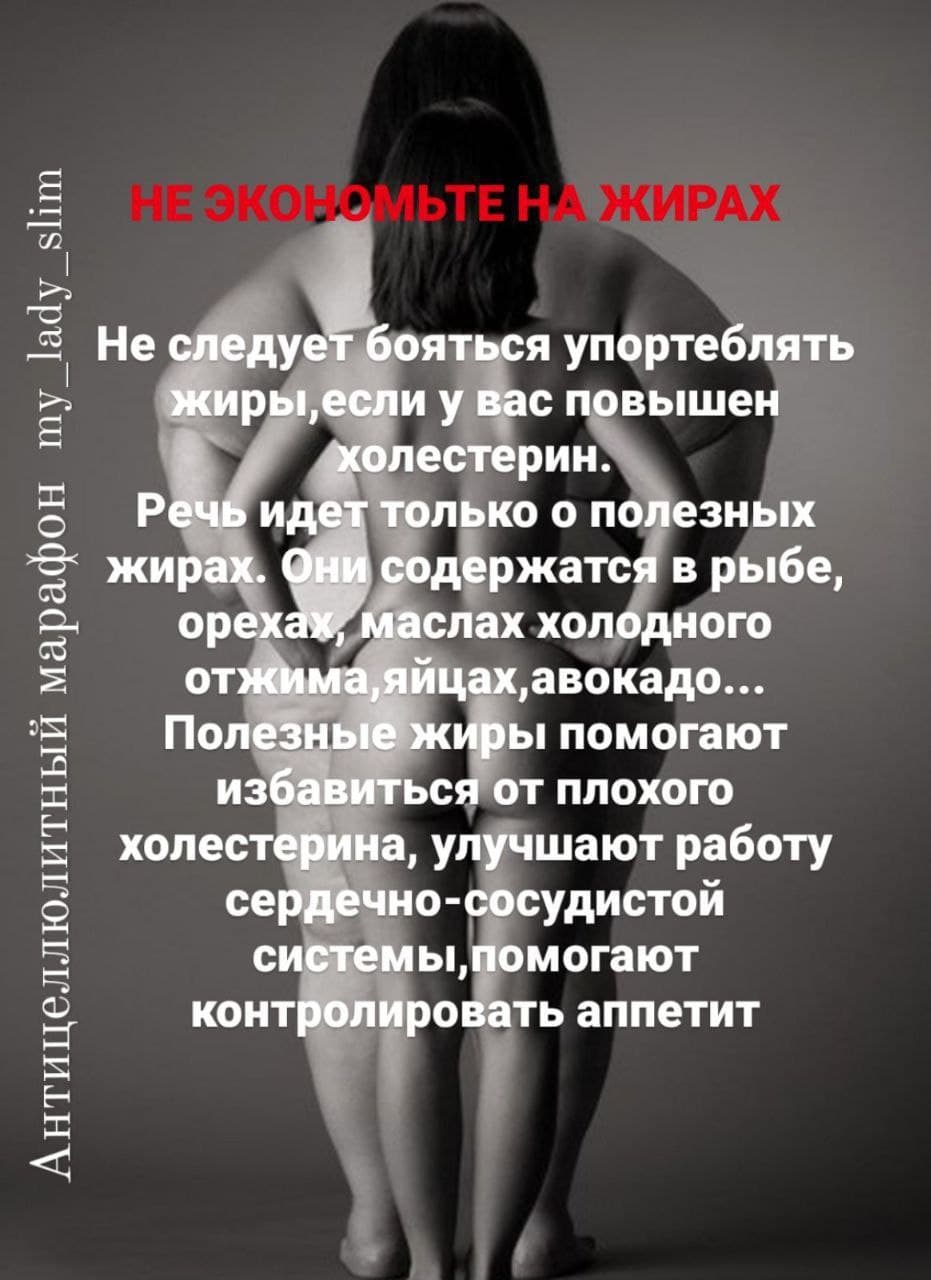 НЕ ЭКОНОМЬТЕ НА ЖИРАХ
Не следует бояться упортеблять
жиры,если у вас повышен
холестерин.
Речь идет только о полезных
жирах. Они содержатся в рыбе,
орехах, маслах холодного
отжима,яйцах,авокадо...
Полезные жиры помогают
избавиться от плохого
холестерина, улучшают работу
сердечно-сосудистой
системы,помогают
контролировать аппетит
Антицеллюлитный марафон my_lady_slim